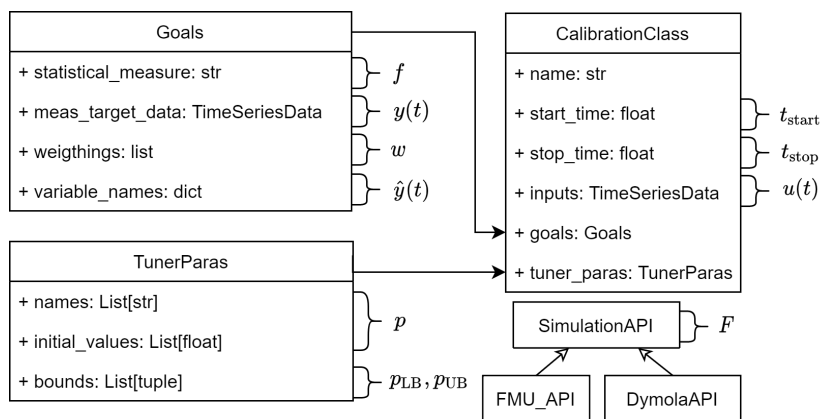 Goals
+ statistical_measure: str
f
+ meas_target_data: TimeSeriesData
y(t)
+ weigthings: list
w
+ variable_names: dict
ŷ(t)
TunerParas
+ names: List[str]
+ initial_values: List[float]
p
+ bounds: List[tuple]
p_LB, p_UB
CalibrationClass
+ name: str
+ start_time: float
t_start
+ stop_time: float
t_stop
+ inputs: TimeSeriesData
u(t)
+ goals: Goals
+ tuner_paras: TunerParas
SimulationAPI
F
FMU_API
DymolaAPI